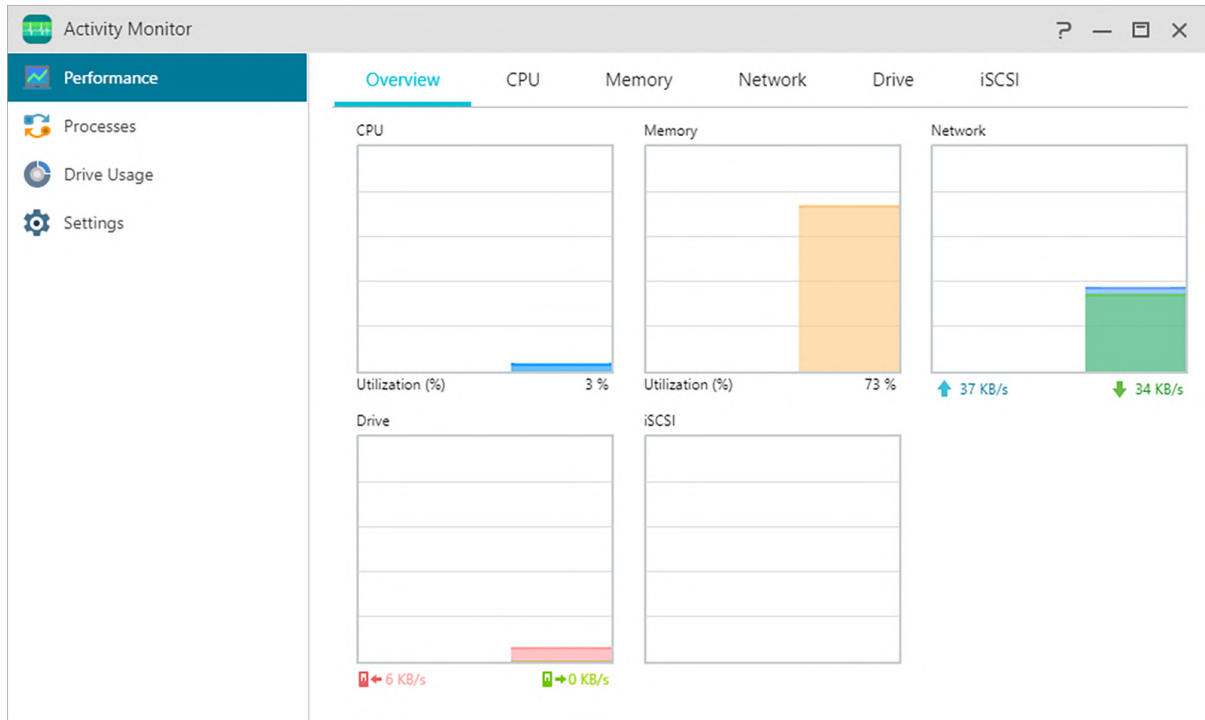 Activity Monitor
Performance
Processes
Drive Usage
Settings
Overview CPU Memory Network Drive iSCSI
CPU Memory Network
Utilization (%) 3 % Utilization (%) 73 % 37 KB/s 34 KB/s
Drive iSCSI
6 KB/s 0 KB/s